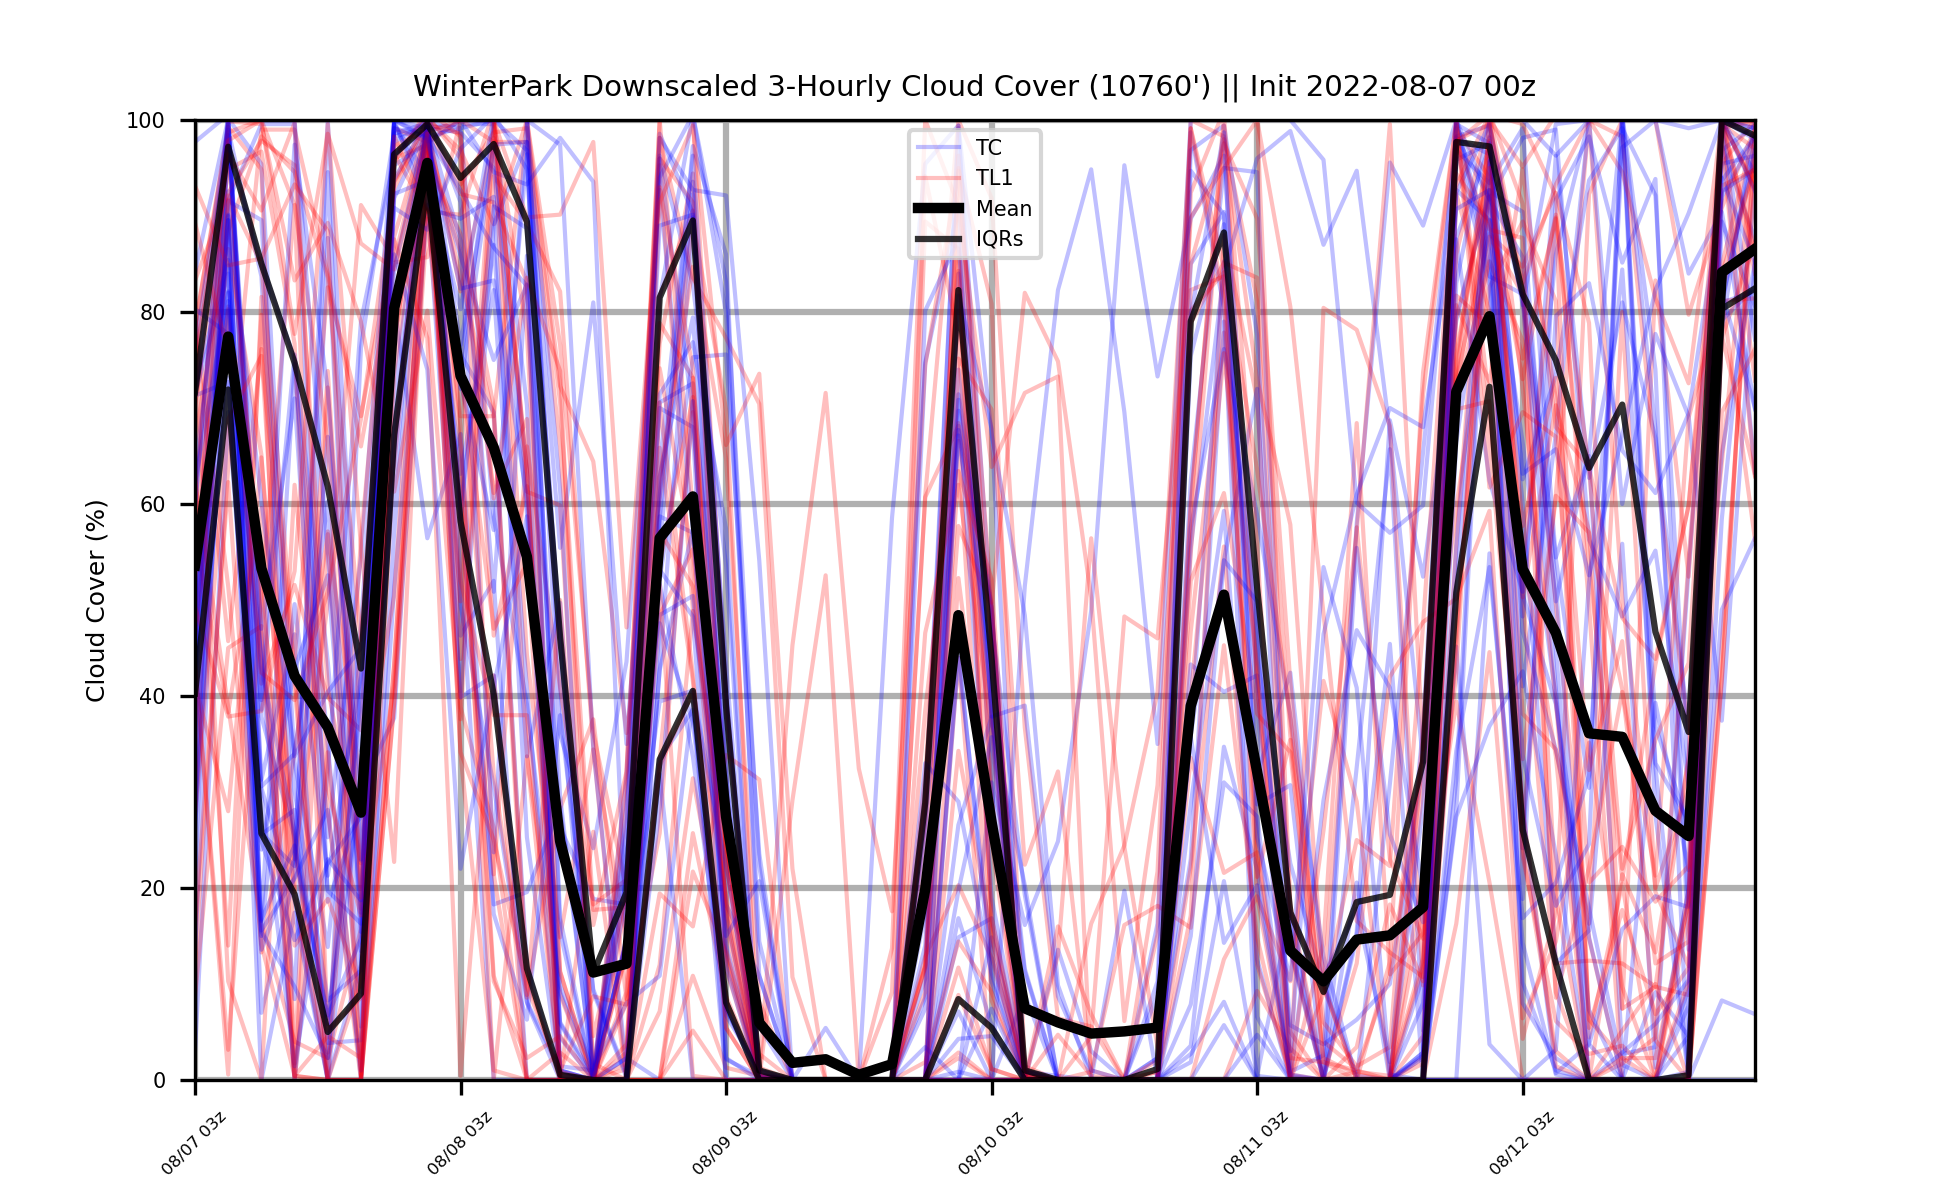 WinterPark Downscaled 3-Hourly Cloud Cover (10760') || Init 2022-08-07 00z
TC
TL1
Mean
IQRs
Cloud Cover (%)
100
80
60
40
20
0
08/07 03z
08/08 03z
08/09 03z
08/10 03z
08/11 03z
08/12 03z